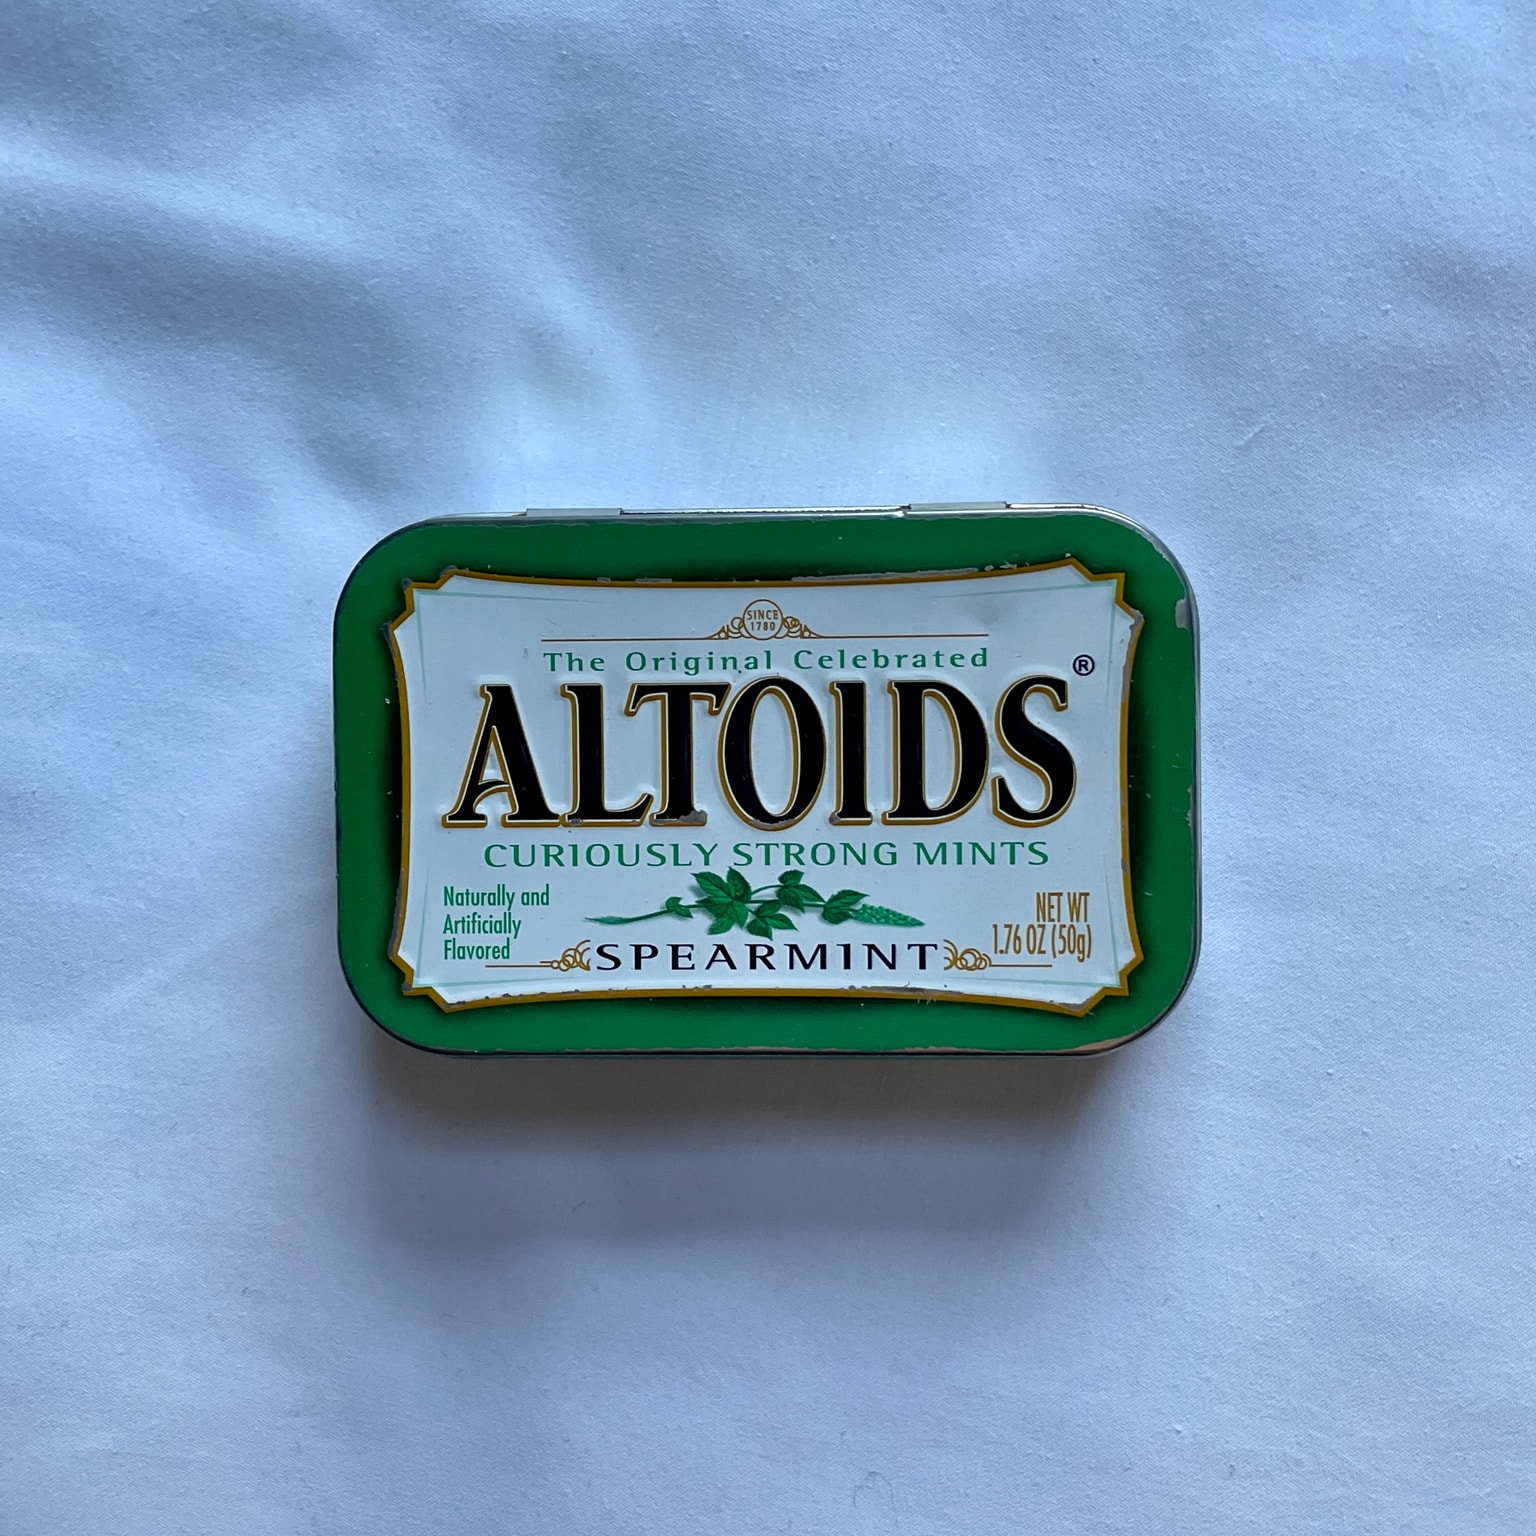 SINCE
1780
The Original Celebrated
ALTOIDS®
CURIOUSLY STRONG MINTS
Naturally and
Artificially
Flavored
SPEARMINT
NET WT
1.76 OZ (50g)